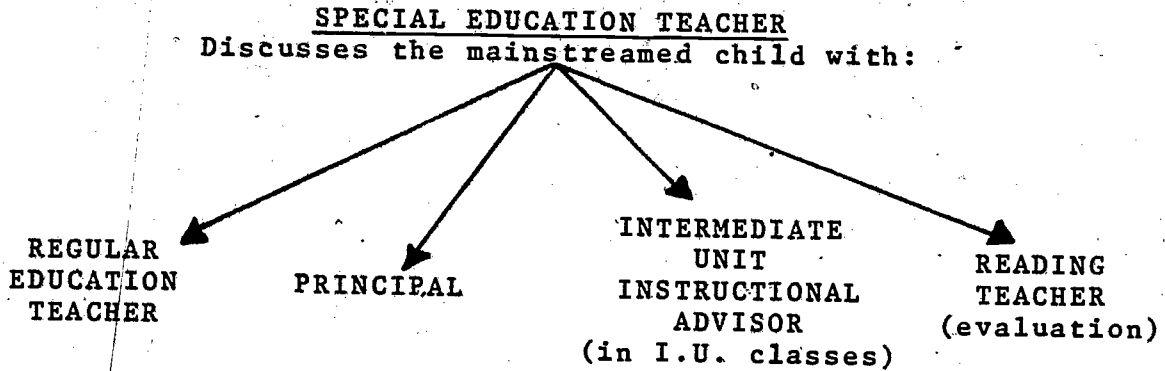 SPECIAL EDUCATION TEACHER
Discusses the mainstreamed child with:
REGULAR
EDUCATION
TEACHER
PRINCIPAL
INTERMEDIATE
UNIT
INSTRUCTIONAL
ADVISOR
(in I.U. classes)
READING
TEACHER
(evaluation)